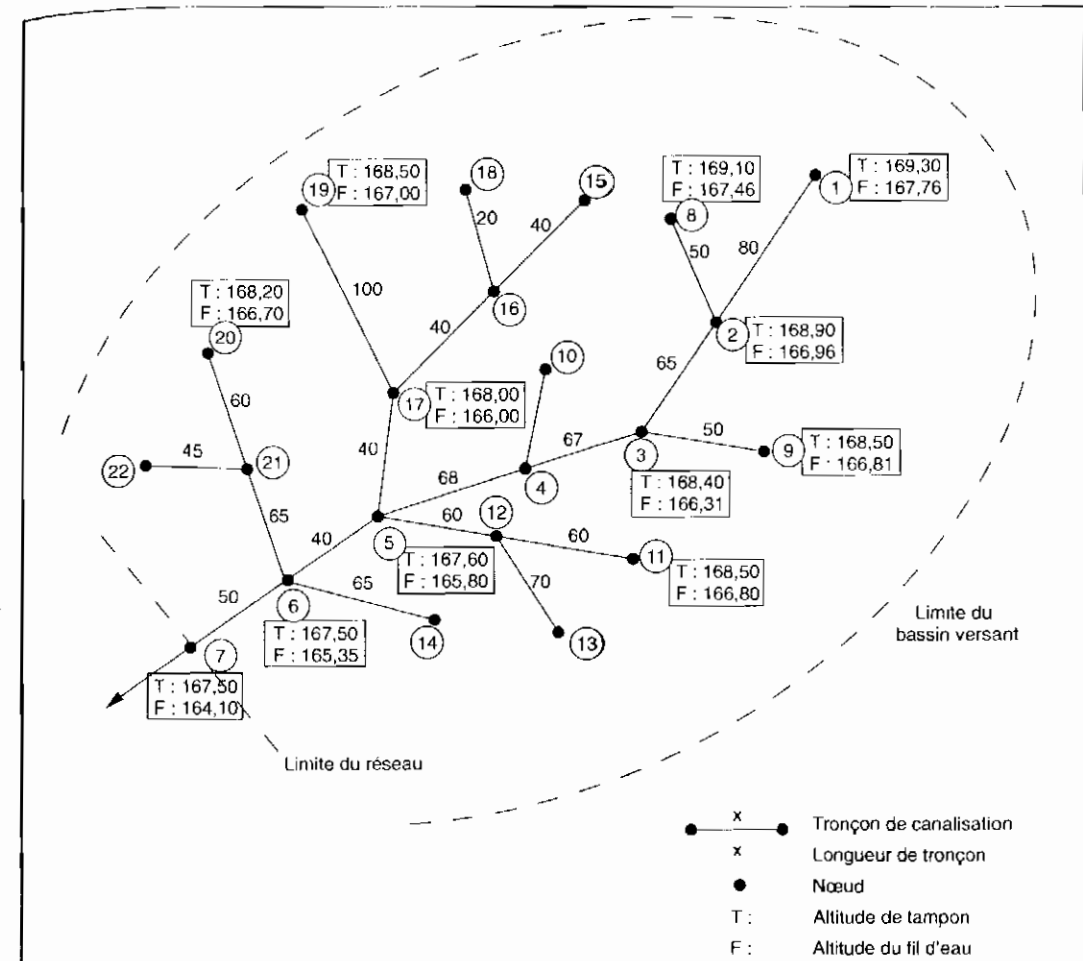 T : 168,50
F : 167,00
19
18
15
T : 169,10
F : 167,46
8
T : 169,30
F : 167,76
1
20
40
50
80
100
T : 168,20
F : 166,70
20
16
40
10
2
T : 168,90
F : 166,96
65
60
17
T : 168,00
F : 166,00
67
50
9
T : 168,50
F : 166,81
3
T : 168,40
F : 166,31
45
22
21
40
68
4
65
40
60
12
60
5
T : 167,60
F : 165,80
11
T : 168,50
F : 166,80
70
50
65
6
T : 167,50
F : 165,35
14
13
Limite du
bassin versant
7
T : 167,50
F : 164,10
Limite du réseau
x
Tronçon de canalisation
x
Longueur de tronçon
Nœud
T :
Altitude de tampon
F :
Altitude du fil d'eau